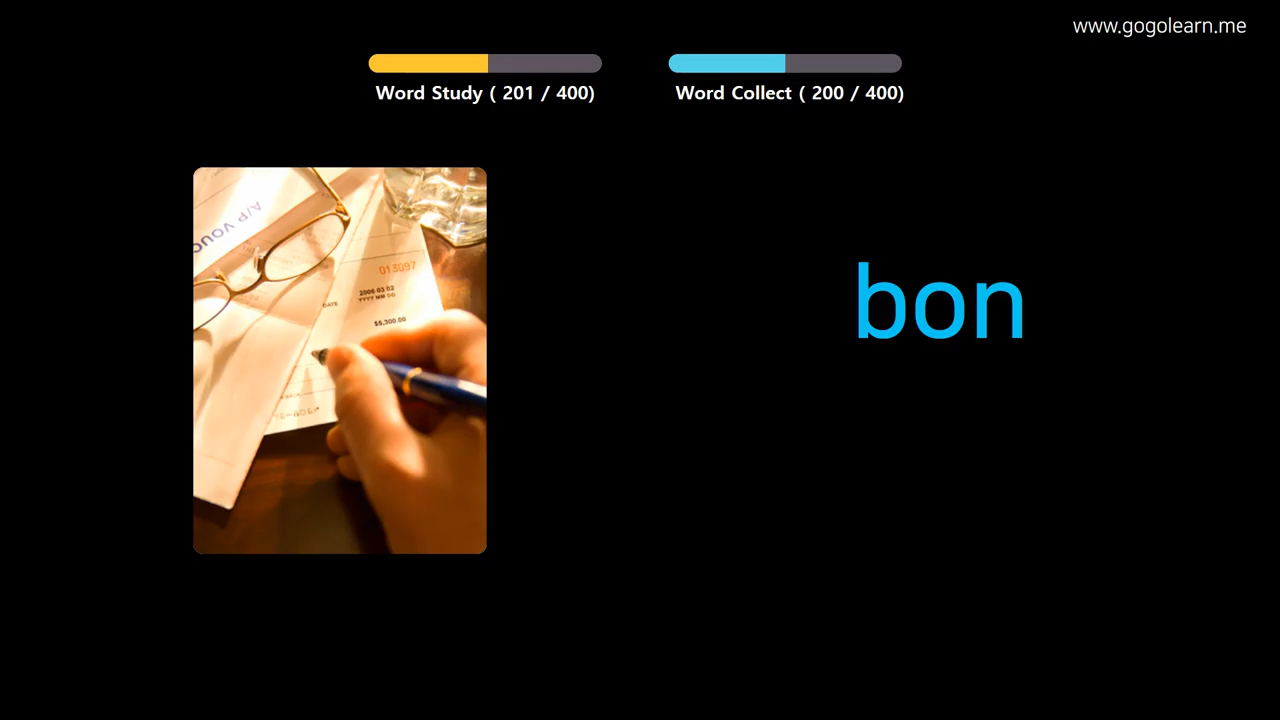 www.gogolearn.me
Word Study ( 201 / 400)
Word Collect ( 200 / 400)
A/P VOUC
013097
2006 03 02
DATE
YYYY MM DD
$5,300.00
bon